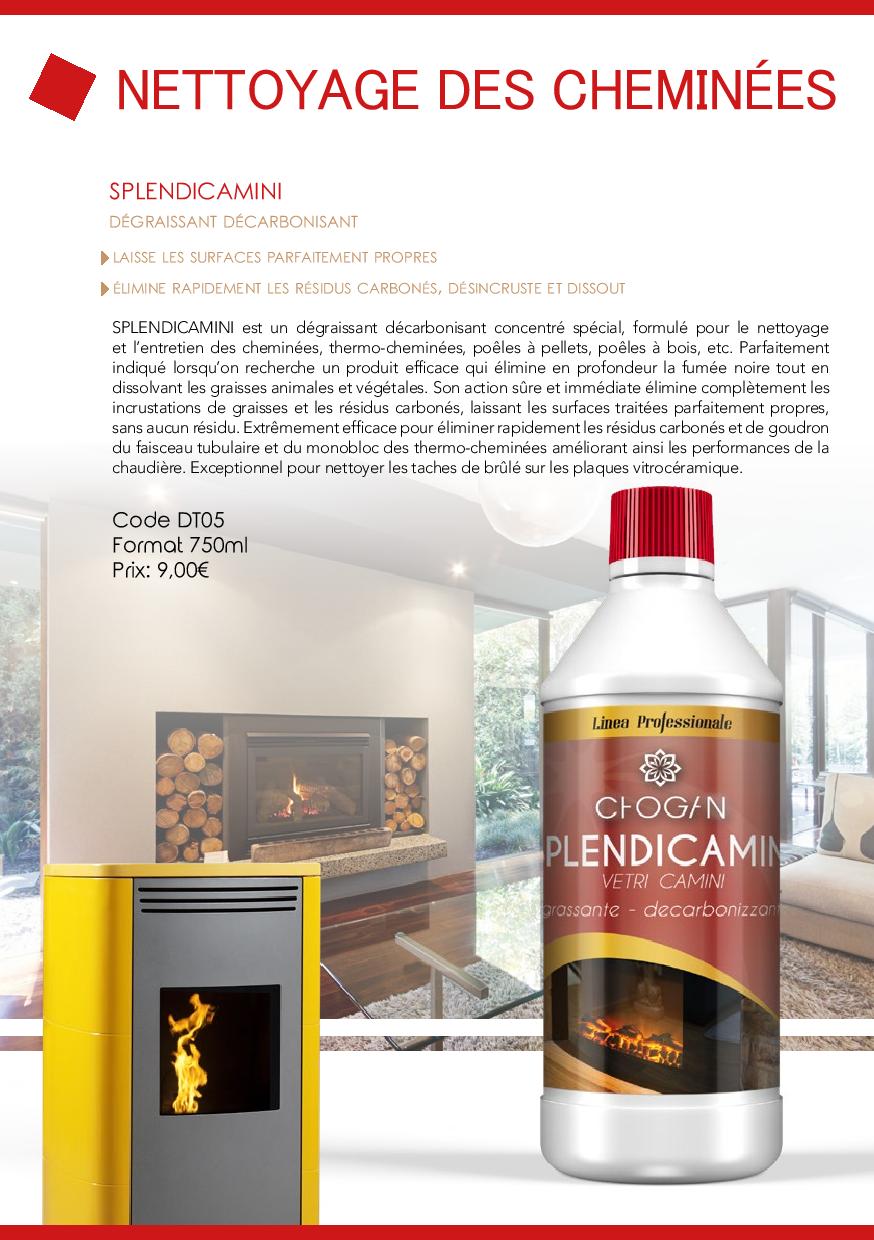 NETTOYAGE DES CHEMINÉES
SPLENDICAMINI
DÉGRAISSANT DÉCARBONISANT
LAISSE LES SURFACES PARFAITEMENT PROPRES
ÉLIMINE RAPIDEMENT LES RÉSIDUS CARBONÉS, DÉSINCRUSTE ET DISSOUT
SPLENDICAMINI est un dégraissant décarbonisant concentré spécial, formulé pour le nettoyage
et l'entretien des cheminées, thermo-cheminées, poêles à pellets, poêles à bois, etc. Parfaitement
indiqué lorsqu'on recherche un produit efficace qui élimine en profondeur la fumée noire tout en
dissolvant les graisses animales et végétales. Son action sûre et immédiate élimine complètement les
incrustations de graisses et les résidus carbonés, laissant les surfaces traitées parfaitement propres,
sans aucun résidu. Extrêmement efficace pour éliminer rapidement les résidus carbonés et de goudron
du faisceau tubulaire et du monobloc des thermo-cheminées améliorant ainsi les performances de la
chaudière. Exceptionnel pour nettoyer les taches de brûlé sur les plaques vitrocéramique.
Code DT05
Format 750ml
Prix: 9,00€
Linea Professionale
CHOGAN
PLENDICAMIN
VETRI CAMINI
grassante - decarbonizzan